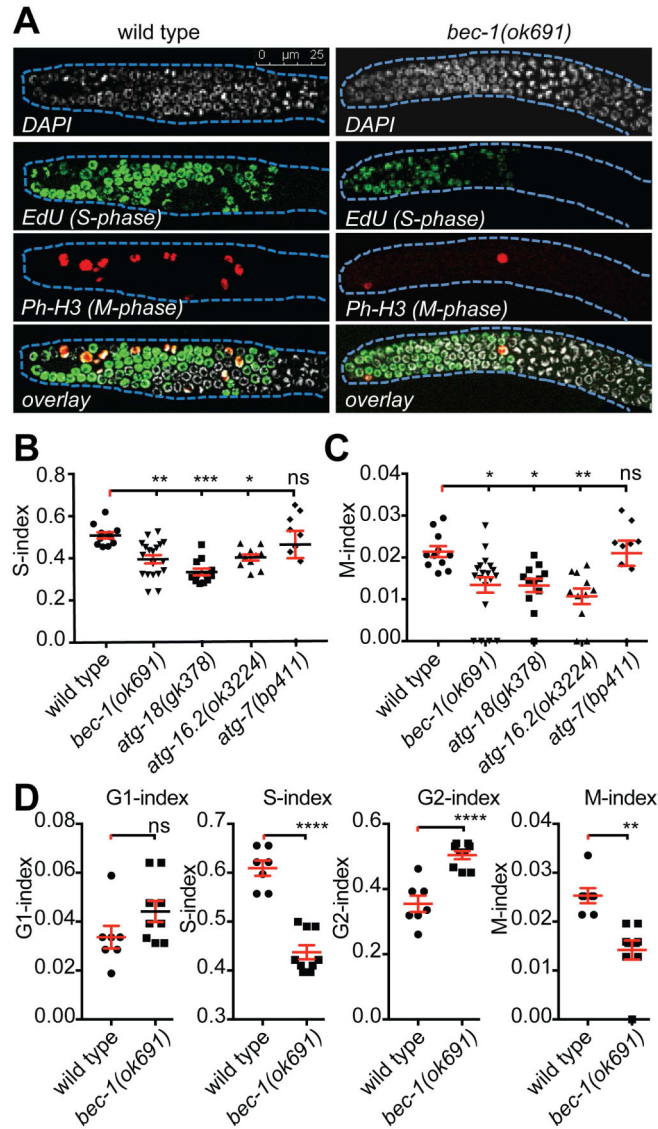 A
wild type
bec-1(ok691)
0 μm 25
DAPI
DAPI
EdU (S-phase)
EdU (S-phase)
Ph-H3 (M-phase)
Ph-H3 (M-phase)
overlay
overlay
B
S-index
0.8
0.6
0.4
0.2
0.0
** *** * ns
wild type
bec-1(ok691)
atg-18(gk378)
atg-16.2(ok3224)
atg-7(bp411)
C
M-index
0.04
0.03
0.02
0.01
0.00
* * ** ns
wild type
bec-1(ok691)
atg-18(gk378)
atg-16.2(ok3224)
atg-7(bp411)
D
G1-index
ns
G1-index
0.08
0.06
0.04
0.02
0.00
wild type
bec-1(ok691)
S-index
****
S-index
0.7
0.6
0.5
0.4
0.3
wild type
bec-1(ok691)
G2-index
****
G2-index
0.6
0.4
0.2
0.0
wild type
bec-1(ok691)
M-index
**
M-index
0.04
0.03
0.02
0.01
0.00
wild type
bec-1(ok691)